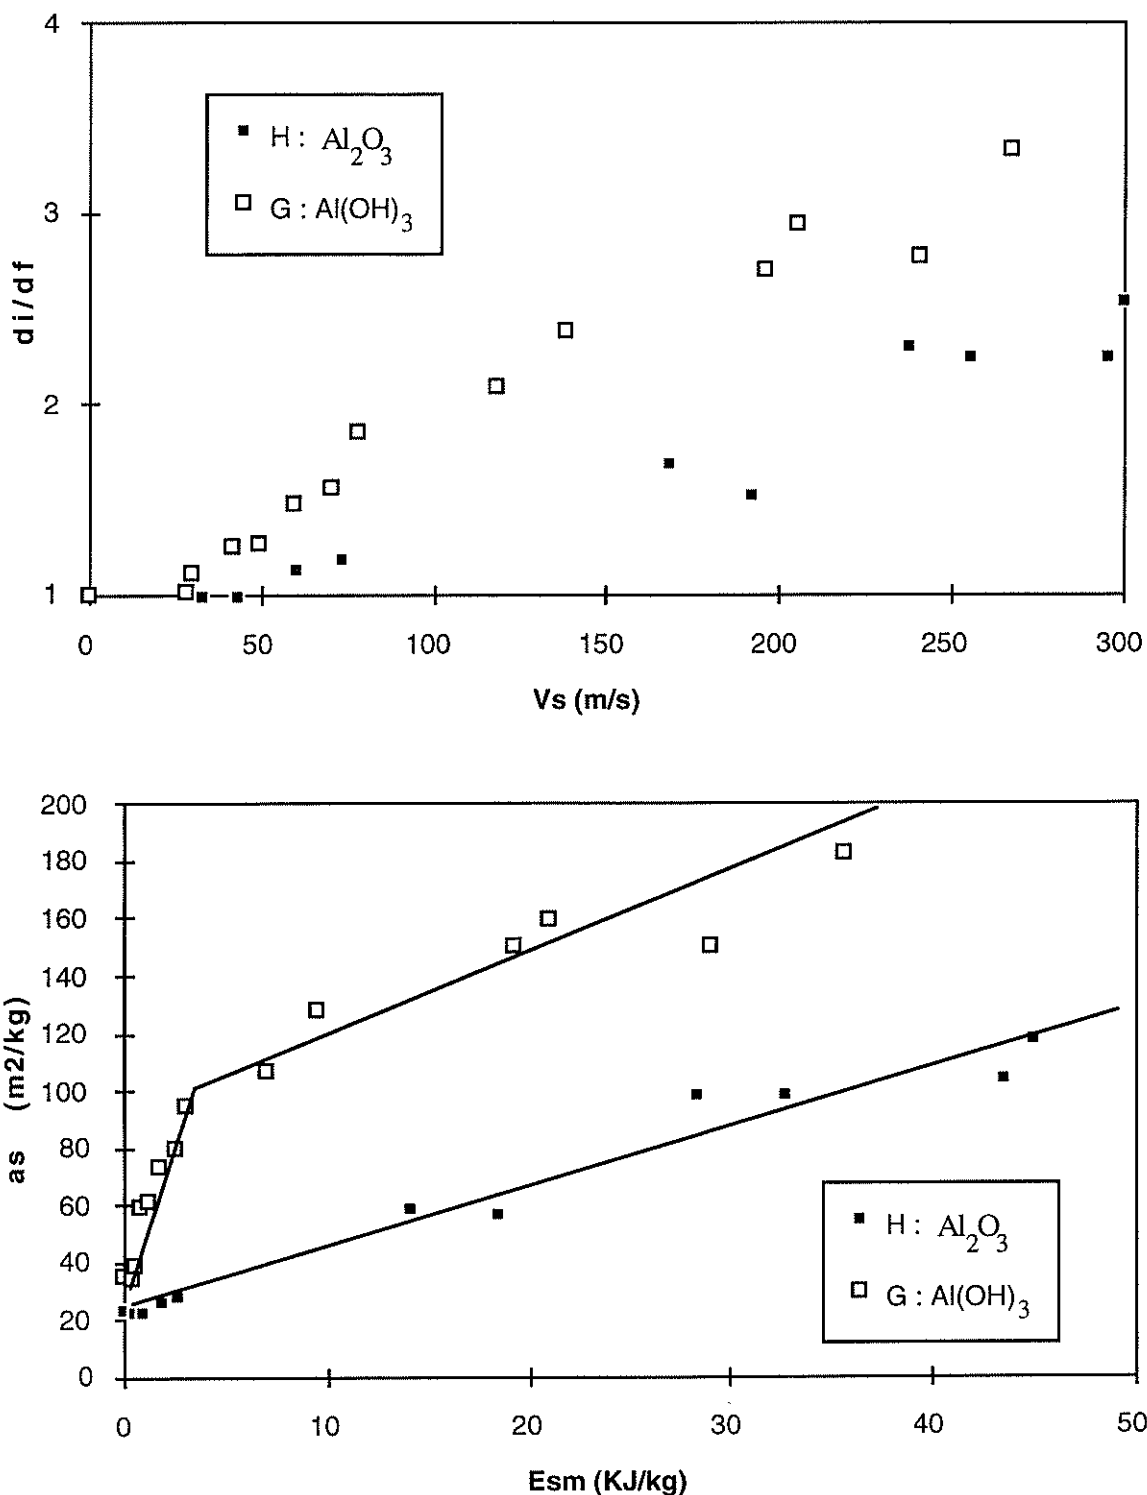 4
H : Al₂O₃
G : Al(OH)₃
3
di/df
2
1
0 50 100 150 200 250 300
Vs (m/s)
200
180
160
140
120
as (m2/kg)
100
80
60
H : Al₂O₃
40
G : Al(OH)₃
20
0
0 10 20 30 40 50
Esm (KJ/kg)